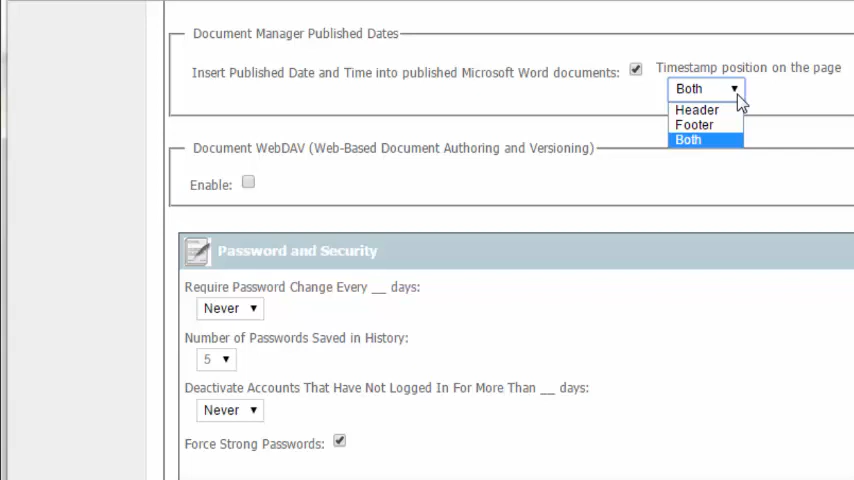 Document Manager Published Dates
Insert Published Date and Time into published Microsoft Word documents: Timestamp position on the page
Both
Header
Footer
Both
Document WebDAV (Web-Based Document Authoring and Versioning)
Enable:
Password and Security
Require Password Change Every __ days:
Never
Number of Passwords Saved in History:
5
Deactivate Accounts That Have Not Logged In For More Than __ days:
Never
Force Strong Passwords: